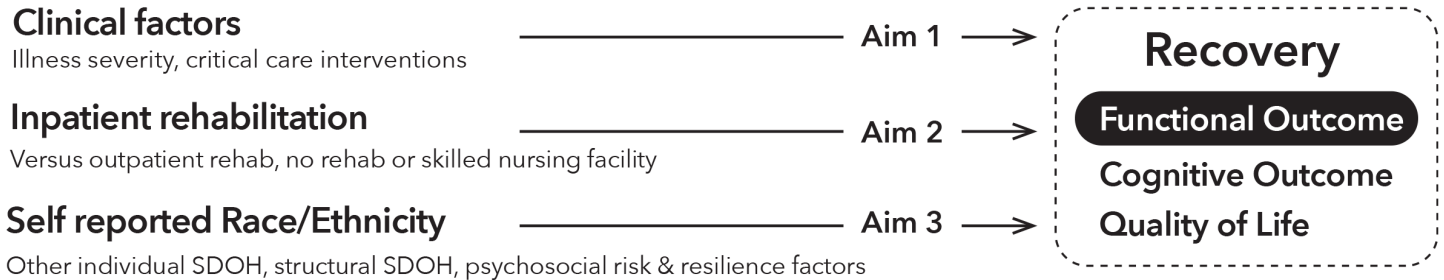 Clinical factors
Illness severity, critical care interventions
Aim 1
Inpatient rehabilitation
Versus outpatient rehab, no rehab or skilled nursing facility
Aim 2
Self reported Race/Ethnicity
Other individual SDOH, structural SDOH, psychosocial risk & resilience factors
Aim 3
Recovery
Functional Outcome
Cognitive Outcome
Quality of Life